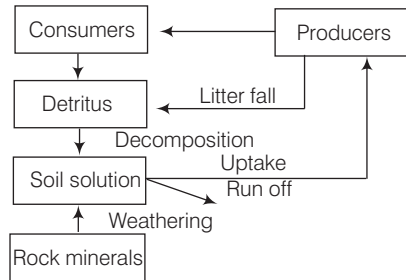 Consumers
Producers
Litter fall
Detritus
Decomposition
Uptake
Soil solution
Run off
Weathering
Rock minerals